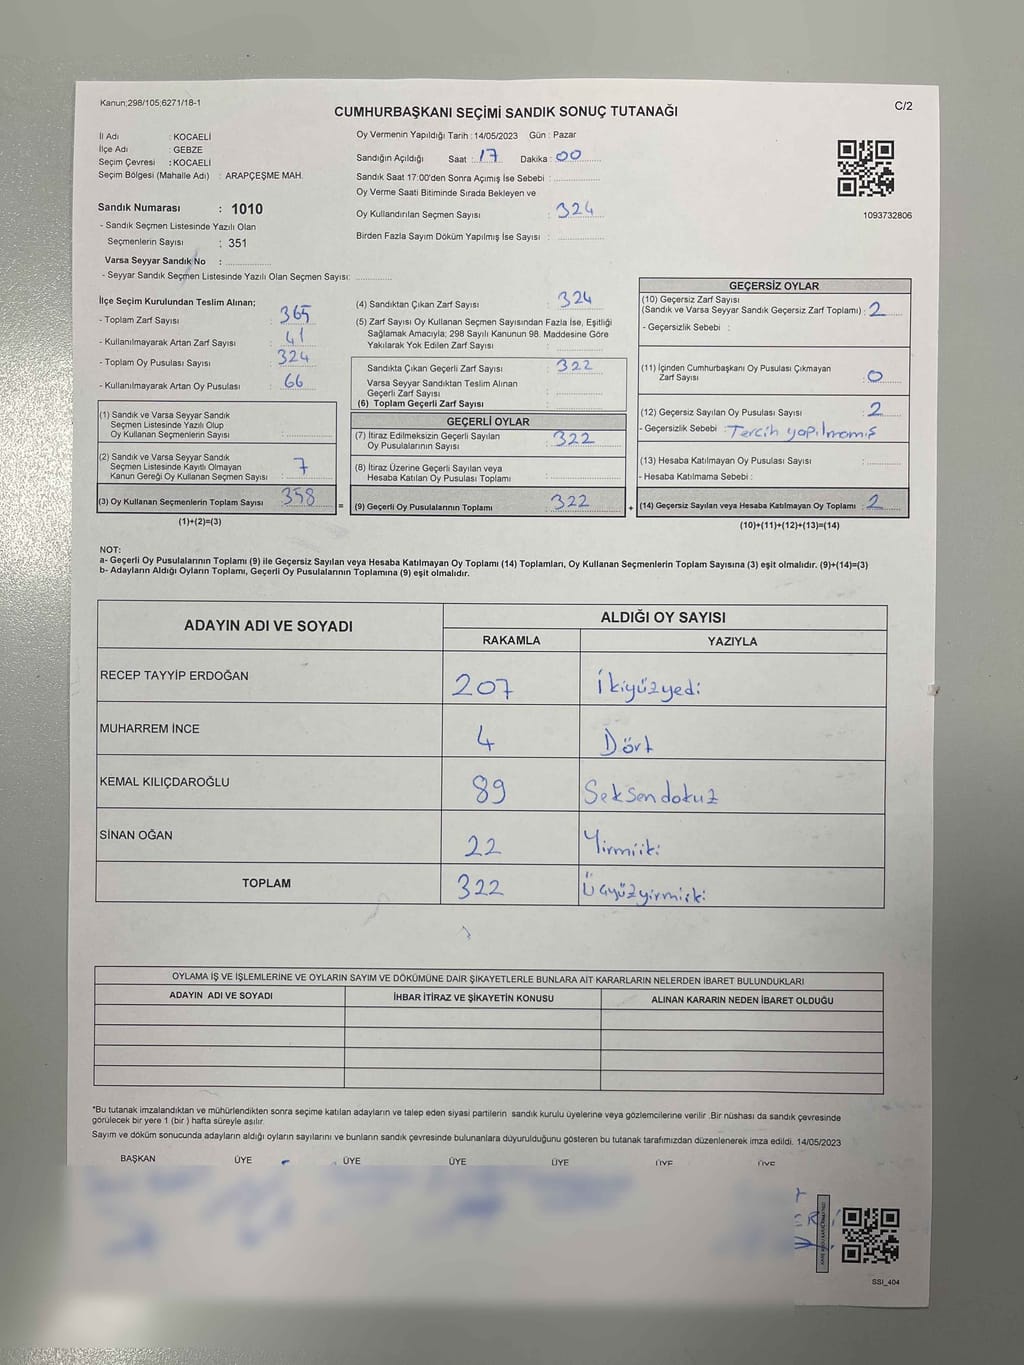 Kanun;298/105;6271/18-1
CUMHURBAŞKANI SEÇİMİ SANDIK SONUÇ TUTANAĞI
C/2
İl Adı : KOCAELİ
İlçe Adı : GEBZE
Seçim Çevresi : KOCAELİ
Seçim Bölgesi (Mahalle Adı) : ARAPÇEŞME MAH.
Oy Vermenin Yapıldığı Tarih : 14/05/2023 Gün : Pazar
Sandığın Açıldığı Saat : 17 Dakika : 00
Sandık Saat 17:00'den Sonra Açımış İse Sebebi :
Oy Verme Saati Bitiminde Sırada Bekleyen ve
Oy Kullandırılan Seçmen Sayısı : 324
Birden Fazla Sayım Döküm Yapılmış İse Sayısı :
1093732806
Sandık Numarası : 1010
- Sandık Seçmen Listesinde Yazılı Olan
Seçmenlerin Sayısı : 351
Varsa Seyyar Sandık No :
- Seyyar Sandık Seçmen Listesinde Yazılı Olan Seçmen Sayısı:
İlçe Seçim Kurulundan Teslim Alınan;
- Toplam Zarf Sayısı : 365
- Kullanılmayarak Artan Zarf Sayısı : 41
- Toplam Oy Pusulası Sayısı : 324
- Kullanılmayarak Artan Oy Pusulası : 66
(1) Sandık ve Varsa Seyyar Sandık
Seçmen Listesinde Yazılı Olup
Oy Kullanan Seçmenlerin Sayısı :
(2) Sandık ve Varsa Seyyar Sandık
Seçmen Listesinde Kayıtlı Olmayan
Kanun Gereği Oy Kullanan Seçmen Sayısı : 7
(3) Oy Kullanan Seçmenlerin Toplam Sayısı : 358
(1)+(2)=(3)
(4) Sandıktan Çıkan Zarf Sayısı : 324
(5) Zarf Sayısı Oy Kullanan Seçmen Sayısından Fazla İse, Eşitliği
Sağlamak Amacıyla; 298 Sayılı Kanunun 98. Maddesine Göre
Yakılarak Yok Edilen Zarf Sayısı :
Sandıkta Çıkan Geçerli Zarf Sayısı : 322
Varsa Seyyar Sandıktan Teslim Alınan
Geçerli Zarf Sayısı :
(6) Toplam Geçerli Zarf Sayısı :
GEÇERLİ OYLAR
(7) İtiraz Edilmeksizin Geçerli Sayılan
Oy Pusulalarının Sayısı : 322
(8) İtiraz Üzerine Geçerli Sayılan veya
Hesaba Katılan Oy Pusulası Toplamı :
= (9) Geçerli Oy Pusulalarının Toplamı : 322
GEÇERSİZ OYLAR
(10) Geçersiz Zarf Sayısı
(Sandık ve Varsa Seyyar Sandık Geçersiz Zarf Toplamı) : 2
- Geçersizlik Sebebi :
(11) İçinden Cumhurbaşkanı Oy Pusulası Çıkmayan
Zarf Sayısı : 0
(12) Geçersiz Sayılan Oy Pusulası Sayısı : 2
- Geçersizlik Sebebi : Tercih yapılmamış
(13) Hesaba Katılmayan Oy Pusulası Sayısı :
- Hesaba Katılmama Sebebi :
+ (14) Geçersiz Sayılan veya Hesaba Katılmayan Oy Toplamı : 2
(10)+(11)+(12)+(13)=(14)
NOT:
a- Geçerli Oy Pusulalarının Toplamı (9) ile Geçersiz Sayılan veya Hesaba Katılmayan Oy Toplamı (14) Toplamları, Oy Kullanan Seçmenlerin Toplam Sayısına (3) eşit olmalıdır. (9)+(14)=(3)
b- Adayların Aldığı Oyların Toplamı, Geçerli Oy Pusulalarının Toplamına (9) eşit olmalıdır.
ADAYIN ADI VE SOYADI
ALDIĞI OY SAYISI
RAKAMLA YAZIYLA
RECEP TAYYİP ERDOĞAN 207 İkiyüzyedi
MUHARREM İNCE 4 Dört
KEMAL KILIÇDAROĞLU 89 Seksendokuz
SİNAN OĞAN 22 Yirmiiki
TOPLAM 322 Üçyüzyirmiiki
OYLAMA İŞ VE İŞLEMLERİNE VE OYLARIN SAYIM VE DÖKÜMÜNE DAİR ŞİKAYETLERLE BUNLARA AİT KARARLARIN NELERDEN İBARET BULUNDUKLARI
ADAYIN ADI VE SOYADI İHBAR İTİRAZ VE ŞİKAYETİN KONUSU ALINAN KARARIN NEDEN İBARET OLDUĞU
*Bu tutanak imzalandıktan ve mühürlendikten sonra seçime katılan adayların ve talep eden siyasi partilerin sandık kurulu üyelerine veya gözlemcilerine verilir .Bir nüshası da sandık çevresinde
görülecek bir yere 1 (bir ) hafta süreyle asılır.
Sayım ve döküm sonucunda adayların aldığı oyların sayılarını ve bunların sandık çevresinde bulunanlara duyurulduğunu gösteren bu tutanak tarafımızdan düzenlenerek imza edildi. 14/05/2023
BAŞKAN ÜYE ÜYE ÜYE ÜYE ÜYE ÜYE
SSI_404